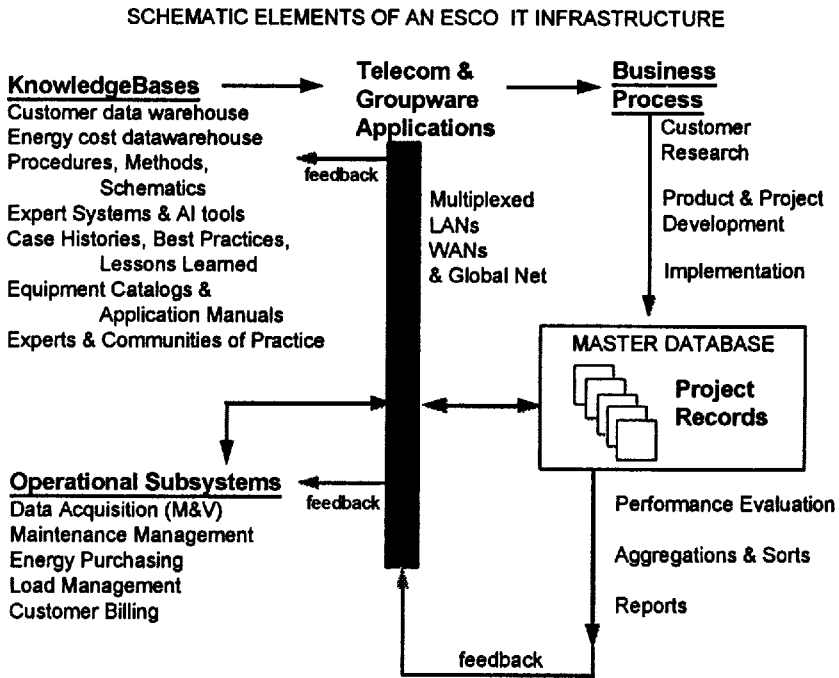 SCHEMATIC ELEMENTS OF AN ESCO IT INFRASTRUCTURE
KnowledgeBases
Customer data warehouse
Energy cost datawarehouse
Procedures, Methods,
Schematics
Expert Systems & AI tools
Case Histories, Best Practices,
Lessons Learned
Equipment Catalogs &
Application Manuals
Experts & Communities of Practice
Telecom &
Groupware
Applications
feedback
Multiplexed
LANs
WANs
& Global Net
Business
Process
Customer
Research
Product & Project
Development
Implementation
MASTER DATABASE
Project
Records
Operational Subsystems
Data Acquisition (M&V)
Maintenance Management
Energy Purchasing
Load Management
Customer Billing
feedback
Performance Evaluation
Aggregations & Sorts
Reports
feedback